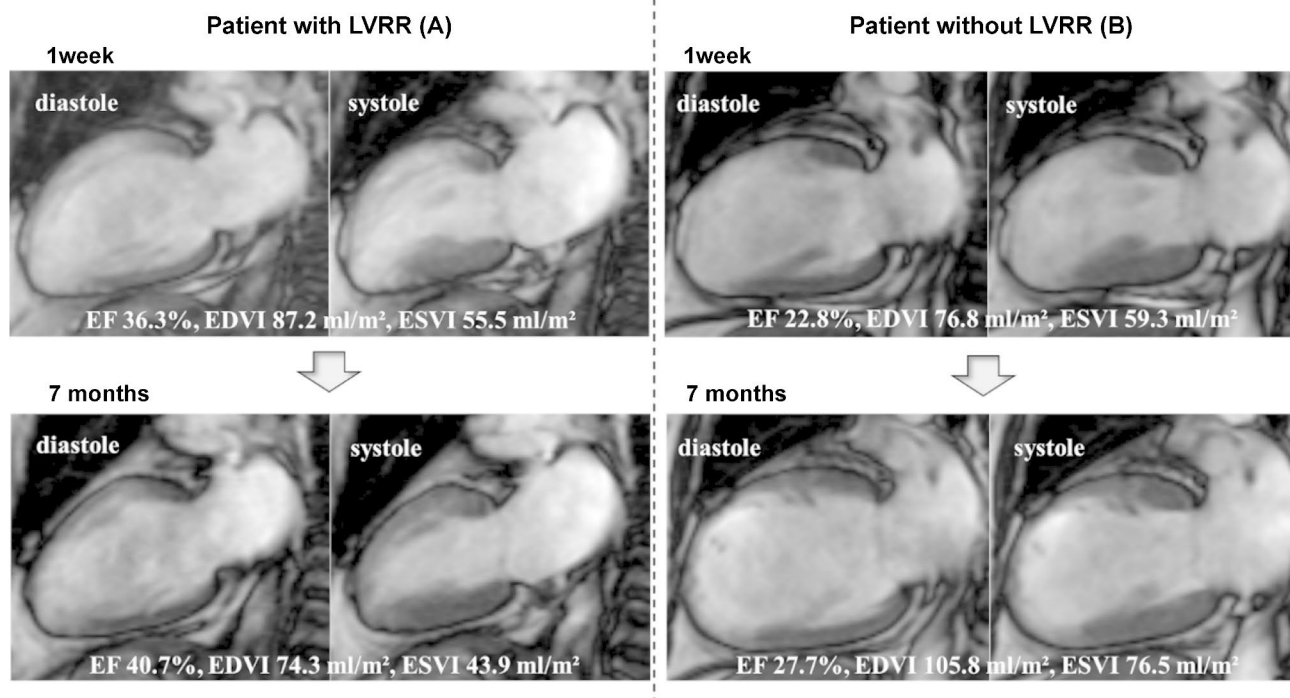 Patient with LVRR (A)
1week
diastole
systole
EF 36.3%, EDVI 87.2 ml/m², ESVI 55.5 ml/m²
7 months
diastole
systole
EF 40.7%, EDVI 74.3 ml/m², ESVI 43.9 ml/m²
Patient without LVRR (B)
1week
diastole
systole
EF 22.8%, EDVI 76.8 ml/m², ESVI 59.3 ml/m²
7 months
diastole
systole
EF 27.7%, EDVI 105.8 ml/m², ESVI 76.5 ml/m²